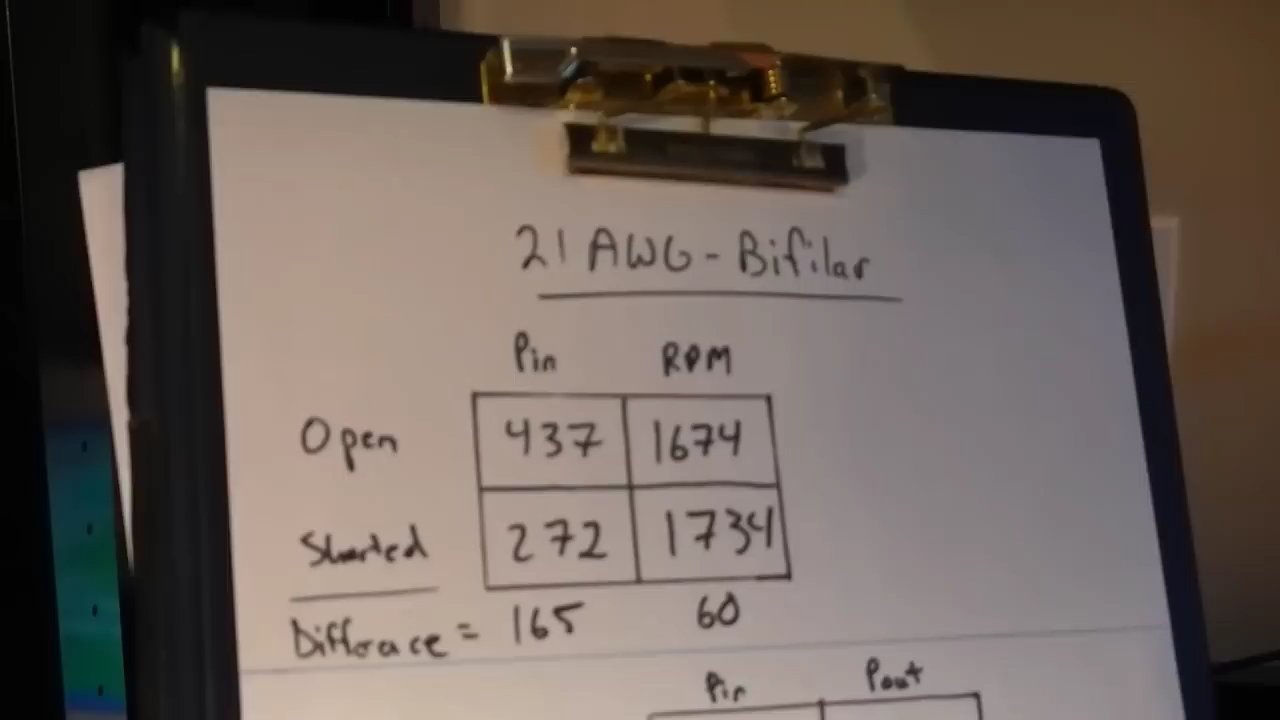 21 AWG - Bifilar
Pin RPM
Open 437 1674
Shorted 272 1734
Difference = 165 60
Pin Pout